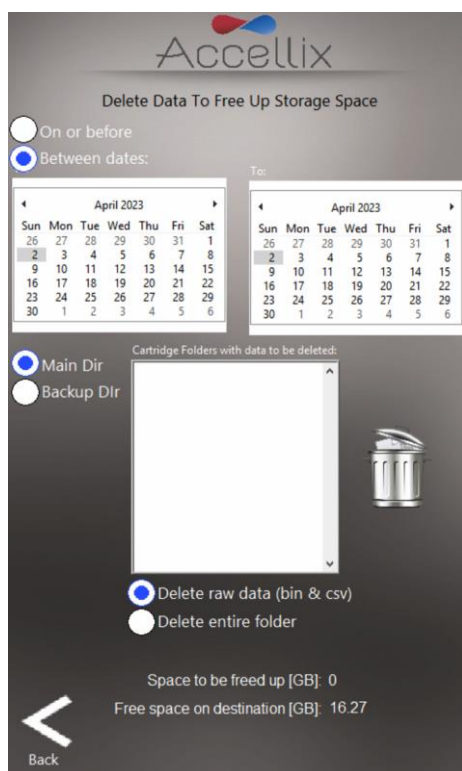 Accellix
Delete Data To Free Up Storage Space
On or before
Between dates:
To:
April 2023
Sun Mon Tue Wed Thu Fri Sat
26 27 28 29 30 31 1
2 3 4 5 6 7 8
9 10 11 12 13 14 15
16 17 18 19 20 21 22
23 24 25 26 27 28 29
30 1 2 3 4 5 6
April 2023
Sun Mon Tue Wed Thu Fri Sat
26 27 28 29 30 31 1
2 3 4 5 6 7 8
9 10 11 12 13 14 15
16 17 18 19 20 21 22
23 24 25 26 27 28 29
30 1 2 3 4 5 6
Cartridge Folders with data to be deleted:
Main Dir
Backup DIr
Delete raw data (bin & csv)
Delete entire folder
Space to be freed up [GB]: 0
Free space on destination [GB]: 16.27
Back